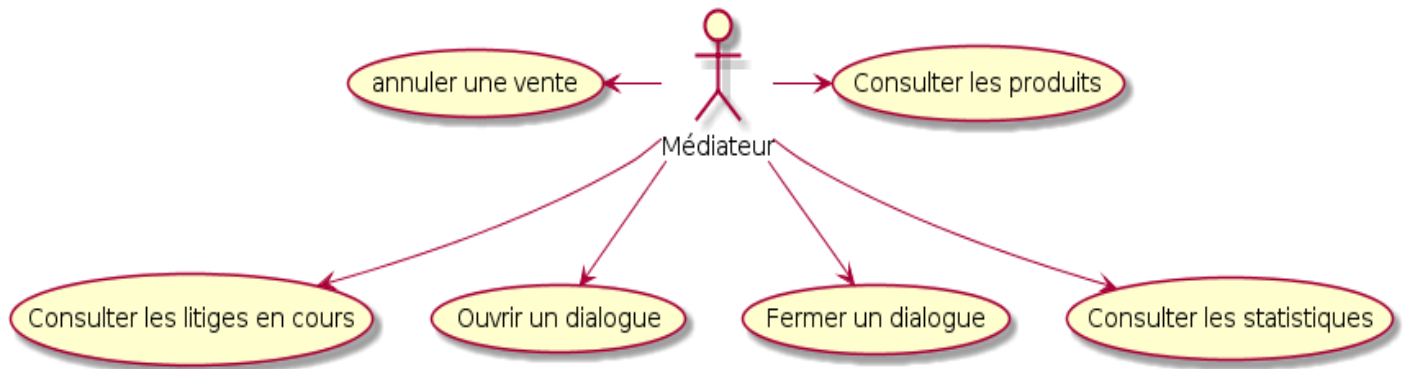 annuler une vente
Consulter les produits
Médiateur
Consulter les litiges en cours
Ouvrir un dialogue
Fermer un dialogue
Consulter les statistiques